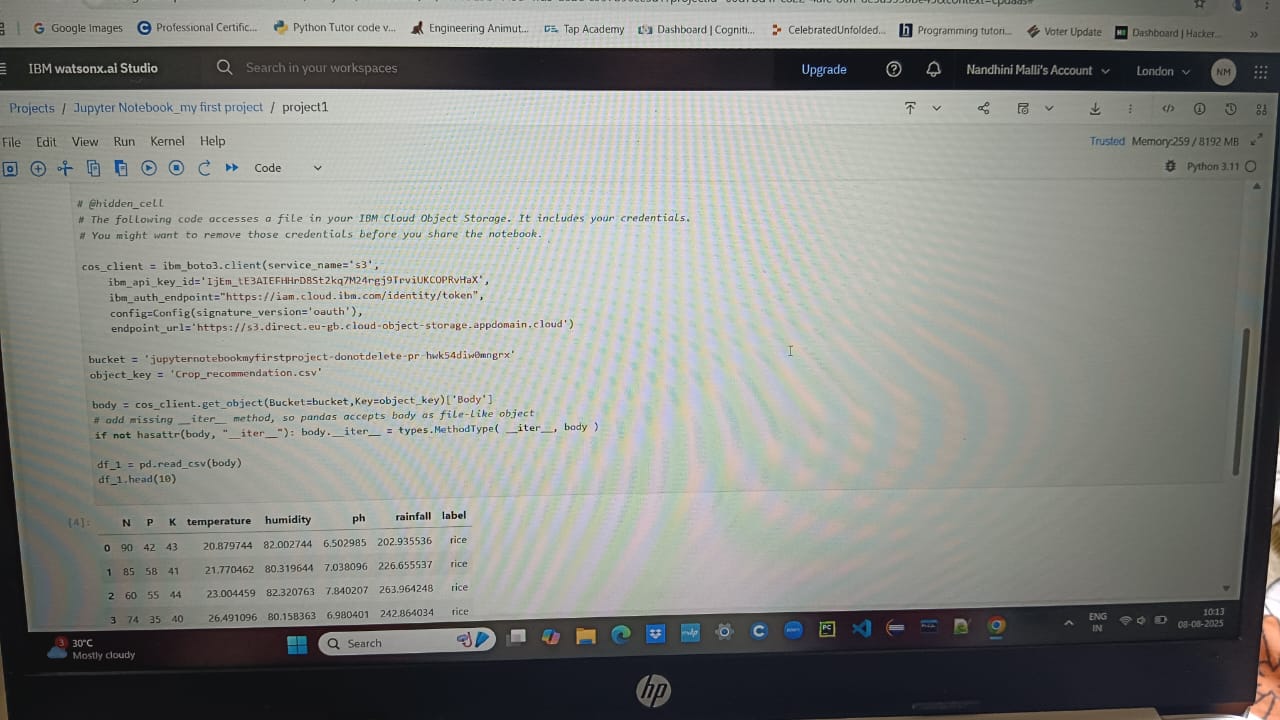 Google Images Professional Certific... Python Tutor code v... Engineering Animut... Tap Academy Dashboard | Cogniti... CelebratedUnfolded... Programming tutori... Voter Update Dashboard | Hacker...
IBM watsonx.ai Studio Search in your workspaces Upgrade Nandhini Malli's Account London NM
Projects / Jupyter Notebook_my first project / project1
File Edit View Run Kernel Help
Trusted Memory:259 / 8192 MB
Code Python 3.11
# @hidden_cell
# The following code accesses a file in your IBM Cloud Object Storage. It includes your credentials.
# You might want to remove those credentials before you share the notebook.
cos_client = ibm_boto3.client(service_name='s3',
ibm_api_key_id='IjEm_tE3AIEFHHrD8St2kq7M24rgj9TrviUKCOPRvHaX',
ibm_auth_endpoint="https://iam.cloud.ibm.com/identity/token",
config=Config(signature_version='oauth'),
endpoint_url='https://s3.direct.eu-gb.cloud-object-storage.appdomain.cloud')
bucket = 'jupyternotebookmyfirstproject-donotdelete-pr-hwk54diw0mngrx'
object_key = 'Crop_recommendation.csv'
body = cos_client.get_object(Bucket=bucket,Key=object_key)['Body']
# add missing __iter__ method, so pandas accepts body as file-like object
if not hasattr(body, "__iter__"): body.__iter__ = types.MethodType( __iter__, body )
df_1 = pd.read_csv(body)
df_1.head(10)
[4]:
N P K temperature humidity ph rainfall label
0 90 42 43 20.879744 82.002744 6.502985 202.935536 rice
1 85 58 41 21.770462 80.319644 7.038096 226.655537 rice
2 60 55 44 23.004459 82.320763 7.840207 263.964248 rice
3 74 35 40 26.491096 80.158363 6.980401 242.864034 rice
3 30°C
Mostly cloudy
Search
ENG
IN
10:13
08-08-2025
hp